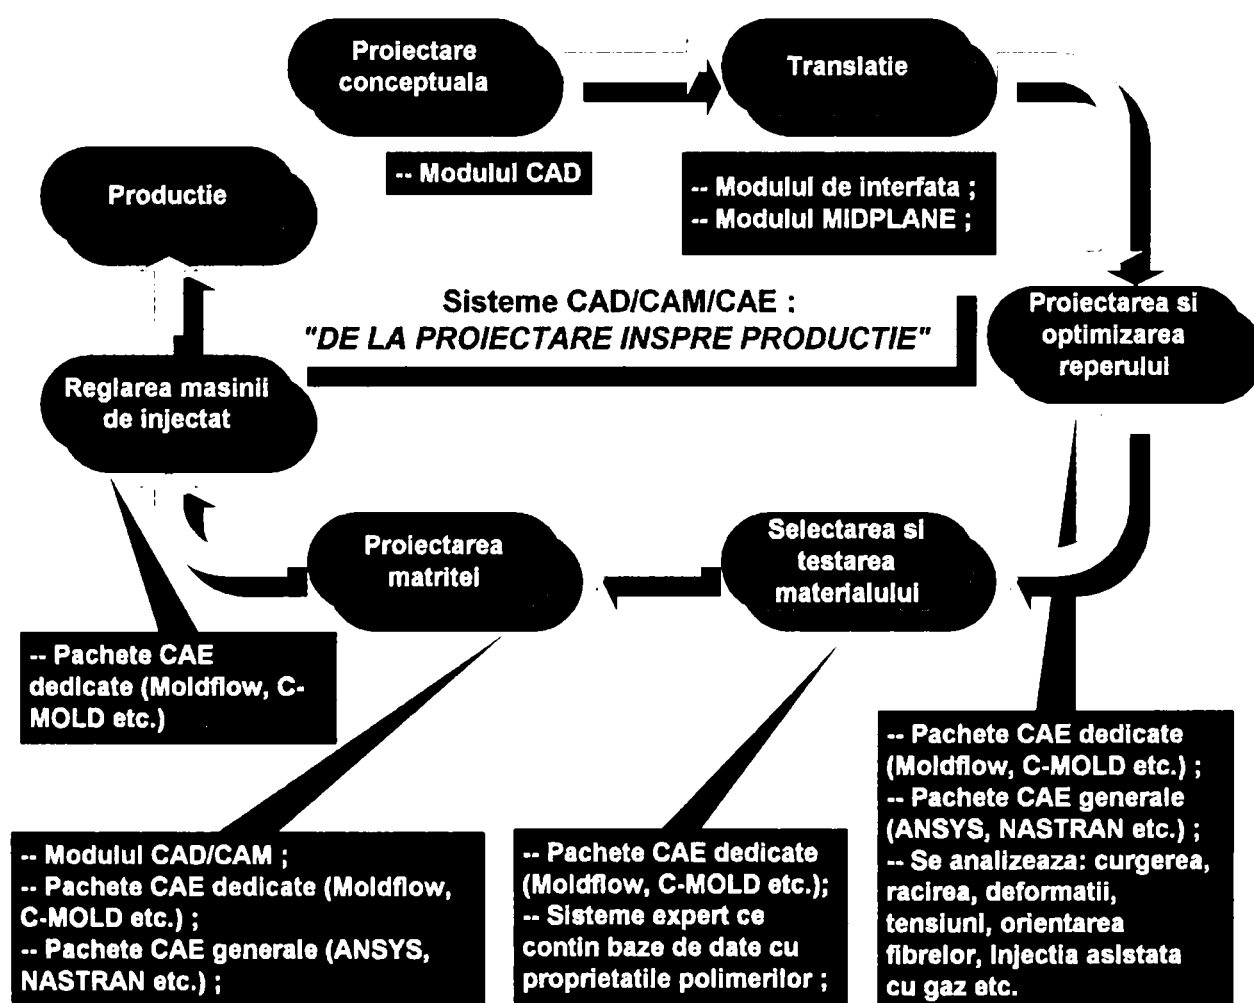 Proiectare
conceptuala
Translatie
-- Modulul CAD
-- Modulul de interfata ;
-- Modulul MIDPLANE ;
Productie
Sisteme CAD/CAM/CAE :
"DE LA PROIECTARE INSPRE PRODUCTIE"
Proiectarea si
optimizarea
reperului
Reglarea masinii
de injectat
Proiectarea
matritei
Selectarea si
testarea
materialului
-- Pachete CAE
dedicate (Moldflow, C-
MOLD etc.)
-- Modulul CAD/CAM ;
-- Pachete CAE dedicate (Moldflow,
C-MOLD etc.) ;
-- Pachete CAE generale (ANSYS,
NASTRAN etc.) ;
-- Pachete CAE dedicate
(Moldflow, C-MOLD etc.);
-- Sisteme expert ce
contin baze de date cu
proprietatile polimerilor ;
-- Pachete CAE dedicate
(Moldflow, C-MOLD etc.) ;
-- Pachete CAE generale
(ANSYS, NASTRAN etc.) ;
-- Se analizeaza: curgerea,
racirea, deformatii,
tensiuni, orientarea
fibrelor, injectia asistata
cu gaz etc.